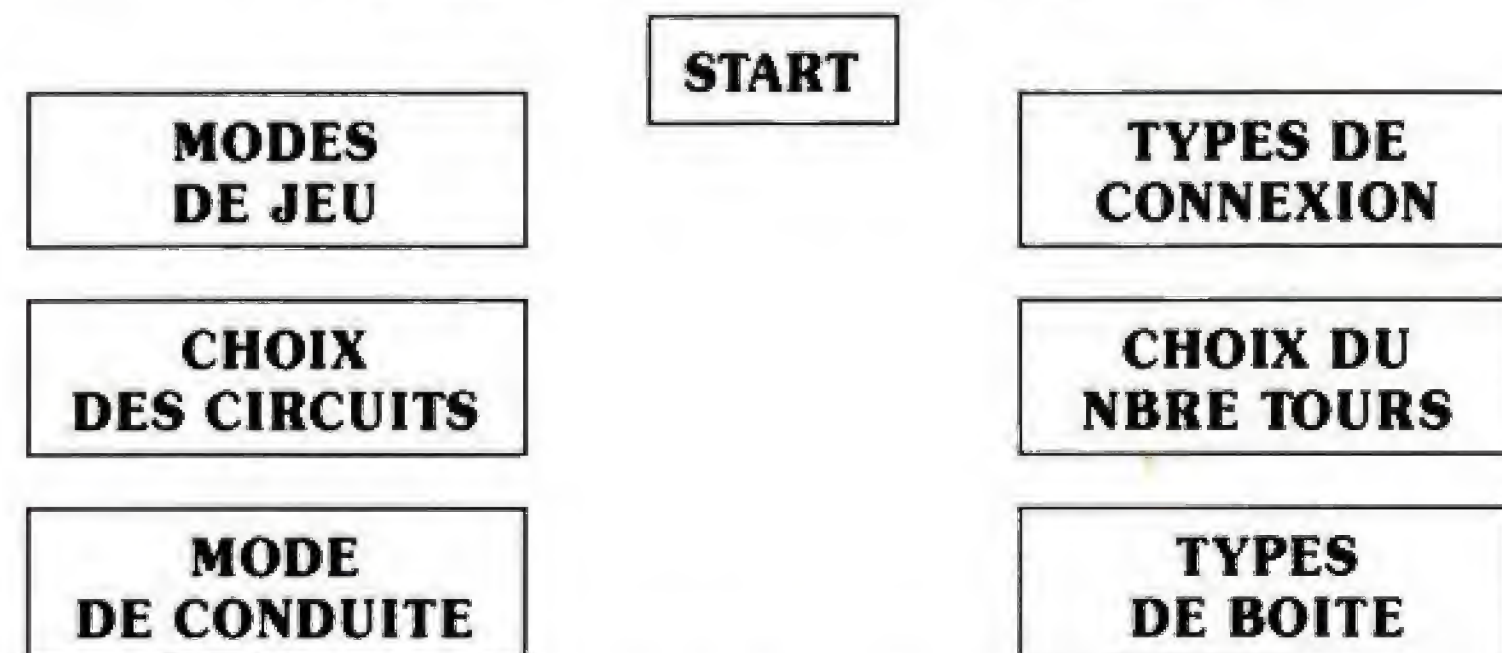 START
MODES
DE JEU
TYPES DE
CONNEXION
CHOIX
DES CIRCUITS
CHOIX DU
NBRE TOURS
MODE
DE CONDUITE
TYPES
DE BOITE